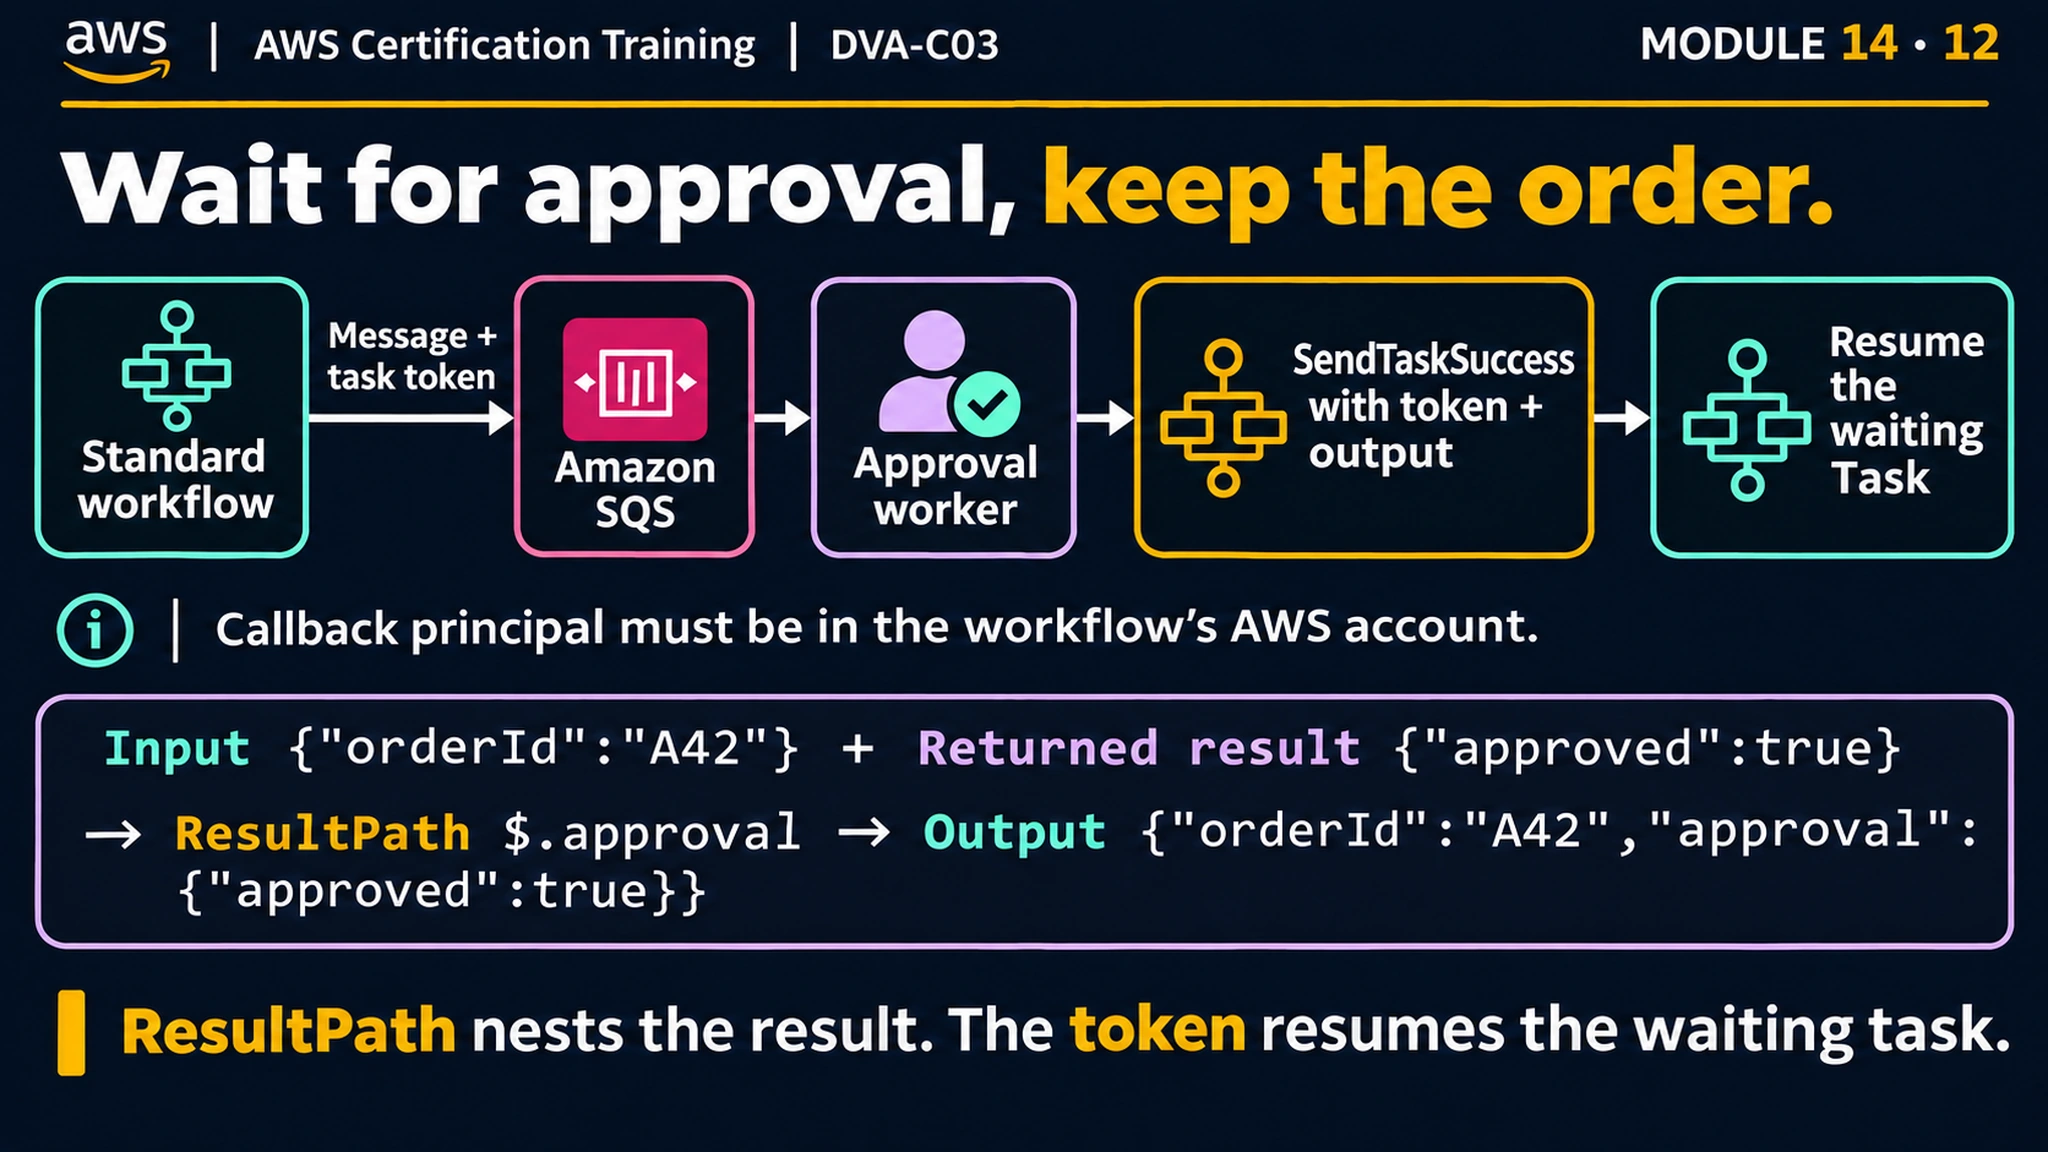 aws | AWS Certification Training | DVA-C03
MODULE 14 • 12
Wait for approval, keep the order.
Standard
workflow
Message +
task token
Amazon
SQS
Approval
worker
SendTaskSuccess
with token +
output
Resume
the
waiting
Task
i | Callback principal must be in the workflow's AWS account.
Input {"orderId":"A42"} + Returned result {"approved":true}
→ ResultPath $.approval → Output {"orderId":"A42","approval":
{"approved":true}}
ResultPath nests the result. The token resumes the waiting task.